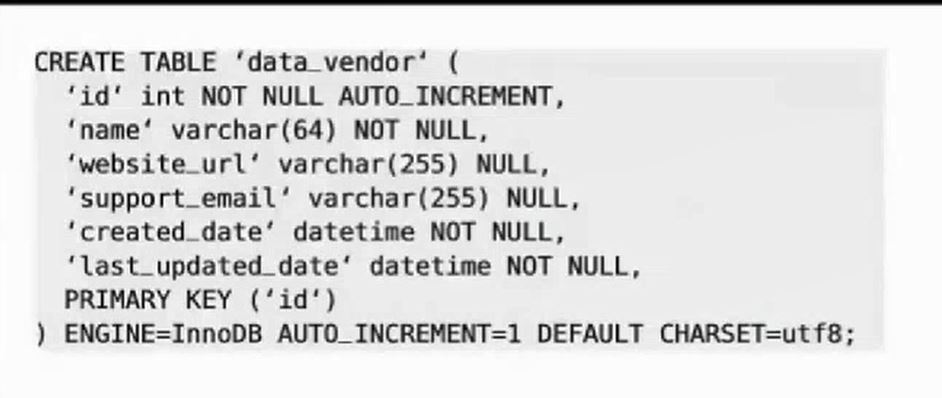 CREATE TABLE ‘data_vendor‘ (
‘id‘ int NOT NULL AUTO_INCREMENT,
‘name‘ varchar(64) NOT NULL,
‘website_url‘ varchar(255) NULL,
‘support_email‘ varchar(255) NULL,
‘created_date‘ datetime NOT NULL,
‘last_updated_date‘ datetime NOT NULL,
PRIMARY KEY (‘id‘)
) ENGINE=InnoDB AUTO_INCREMENT=1 DEFAULT CHARSET=utf8;